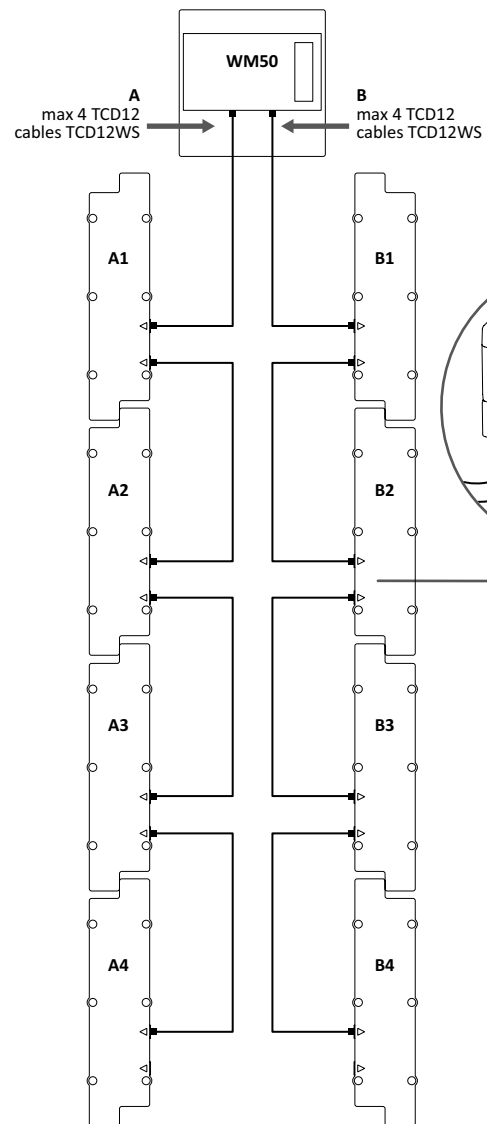 WM50
A
max 4 TCD12
cables TCD12WS
B
max 4 TCD12
cables TCD12WS
A1
B1
A2
B2
A3
B3
A4
B4